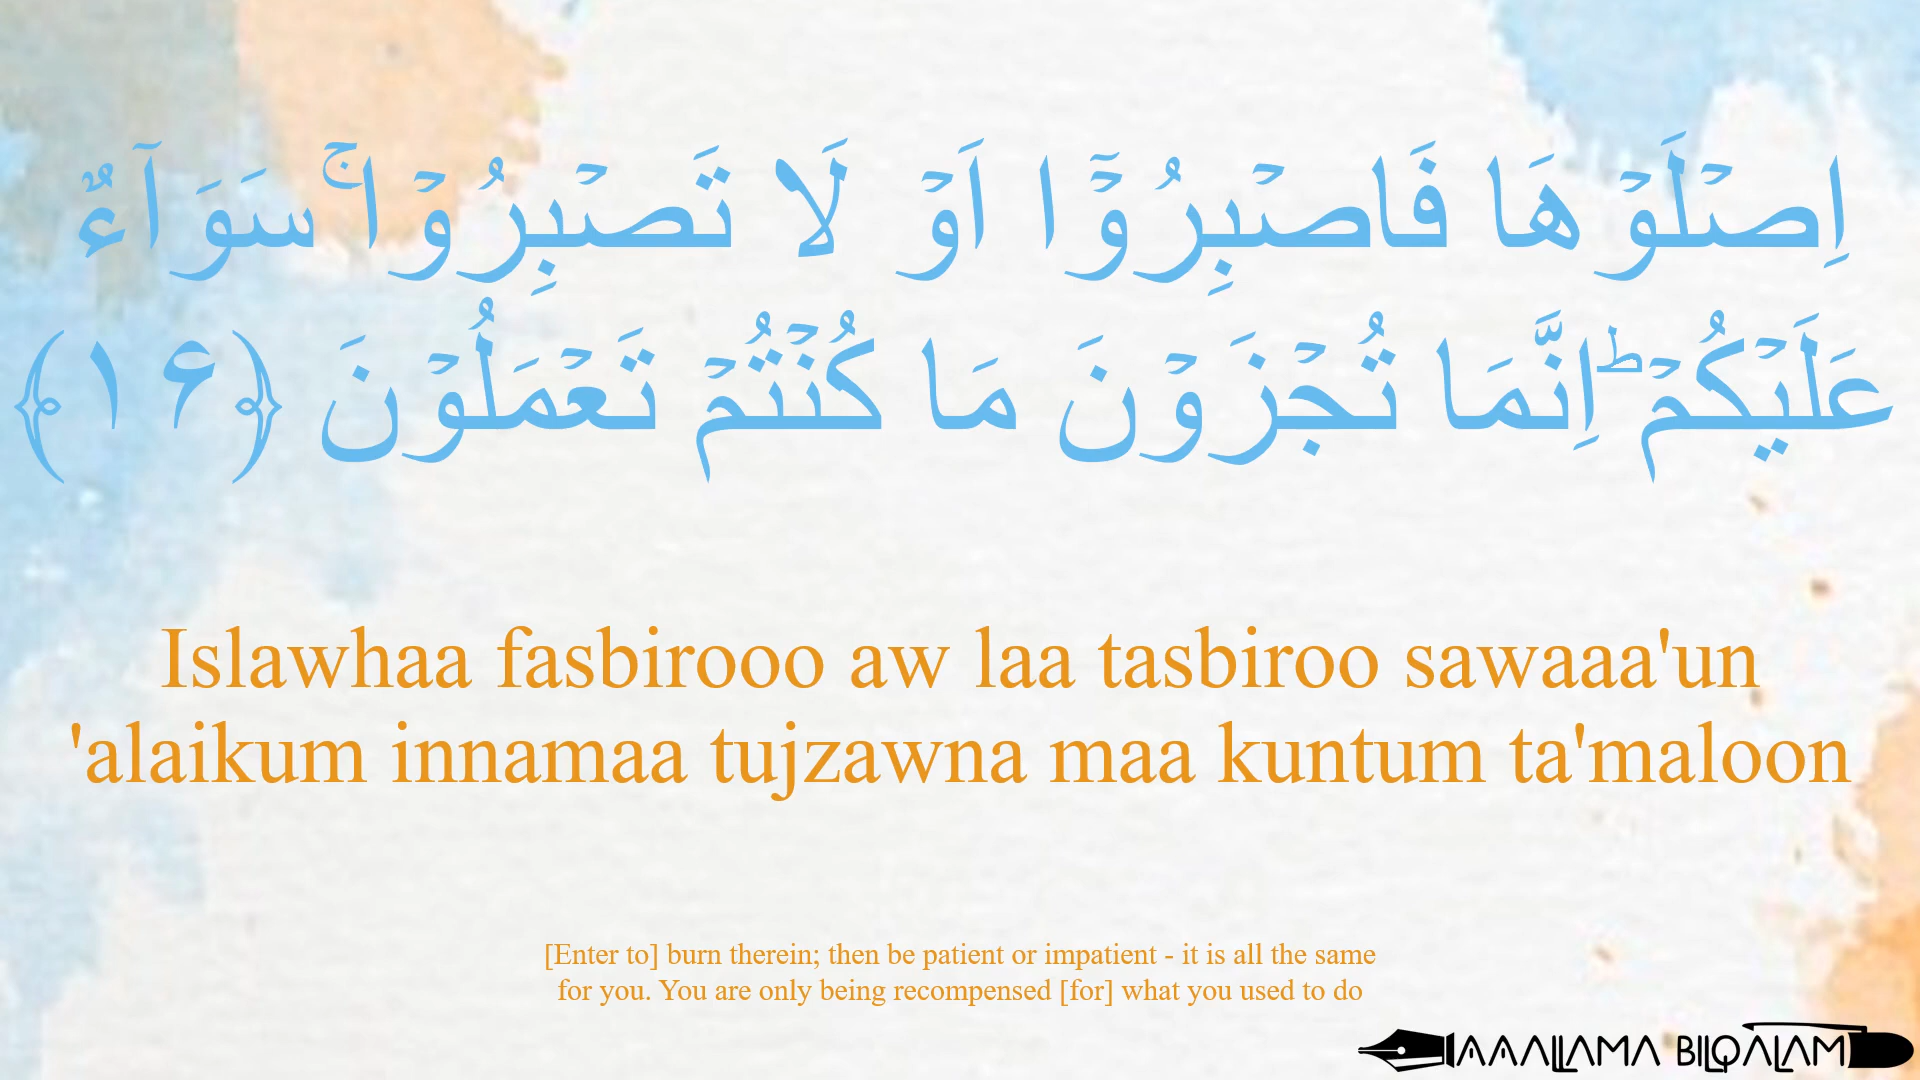 اِصْلَوْهَا فَاصْبِرُوْۤا اَوْ لَا تَصْبِرُوْا ۚ سَوَآءٌ
عَلَيْكُمْ ؕ اِنَّمَا تُجْزَوْنَ مَا كُنْتُمْ تَعْمَلُوْنَ ﴿۱۶﴾
Islawhaa fasbirooo aw laa tasbiroo sawaaa'un
'alaikum innamaa tujzawna maa kuntum ta'maloon
[Enter to] burn therein; then be patient or impatient - it is all the same
for you. You are only being recompensed [for] what you used to do
AAALLAMA BILQALAM